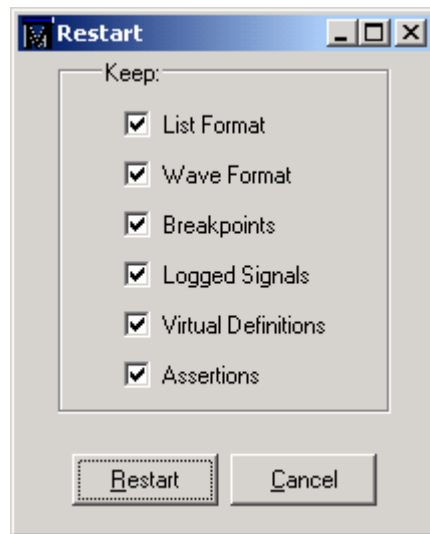 Restart
Keep:
List Format
Wave Format
Breakpoints
Logged Signals
Virtual Definitions
Assertions
Restart
Cancel